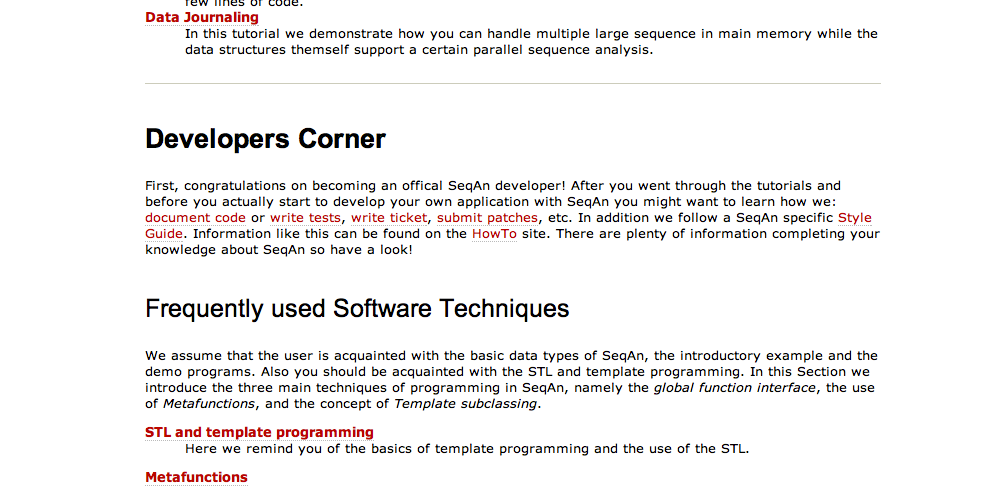 few lines of code.
Data Journaling
In this tutorial we demonstrate how you can handle multiple large sequence in main memory while the
data structures themself support a certain parallel sequence analysis.
Developers Corner
First, congratulations on becoming an offical SeqAn developer! After you went through the tutorials and
before you actually start to develop your own application with SeqAn you might want to learn how we:
document code or write tests, write ticket, submit patches, etc. In addition we follow a SeqAn specific Style
Guide. Information like this can be found on the HowTo site. There are plenty of information completing your
knowledge about SeqAn so have a look!
Frequently used Software Techniques
We assume that the user is acquainted with the basic data types of SeqAn, the introductory example and the
demo programs. Also you should be acquainted with the STL and template programming. In this Section we
introduce the three main techniques of programming in SeqAn, namely the global function interface, the use
of Metafunctions, and the concept of Template subclassing.
STL and template programming
Here we remind you of the basics of template programming and the use of the STL.
Metafunctions